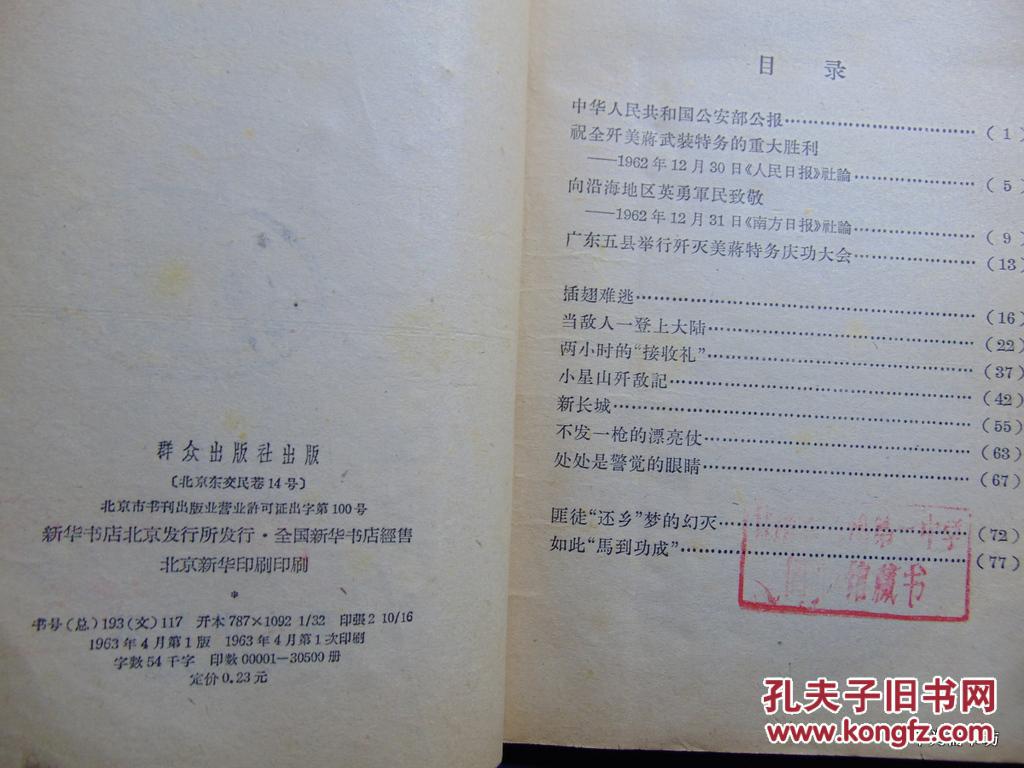 群众出版社出版
〔北京东交民巷14号〕
北京市书刊出版业营业許可証出字第100号
新华书店北京发行所发行·全国新华书店經售
北京新华印刷印刷
*
书号(总)193(文)117 开本787×1092 1/32 印張2 10/16
1963年4月第1版 1963年4月第1次印刷
字数54千字 印数00001—30500册
定价0.23元
目 录
中华人民共和国公安部公报…………(1)
祝全歼美蔣武装特务的重大胜利
——1962年12月30日《人民日报》社論…………(5)
向沿海地区英勇軍民致敬
——1962年12月31日《南方日报》社論…………(9)
广东五县举行歼灭美蔣特务庆功大会…………(13)
插翅难逃…………(16)
当敌人一登上大陆…………(22)
两小时的“接收礼”…………(37)
小星山歼敌記…………(42)
新长城…………(55)
不发一枪的漂亮仗…………(63)
处处是警觉的眼睛…………(67)
匪徒“还乡”梦的幻灭…………(72)
如此“馬到功成”…………(77)
第一中学
图 馆藏书
孔夫子旧书网
www.kongfz.com